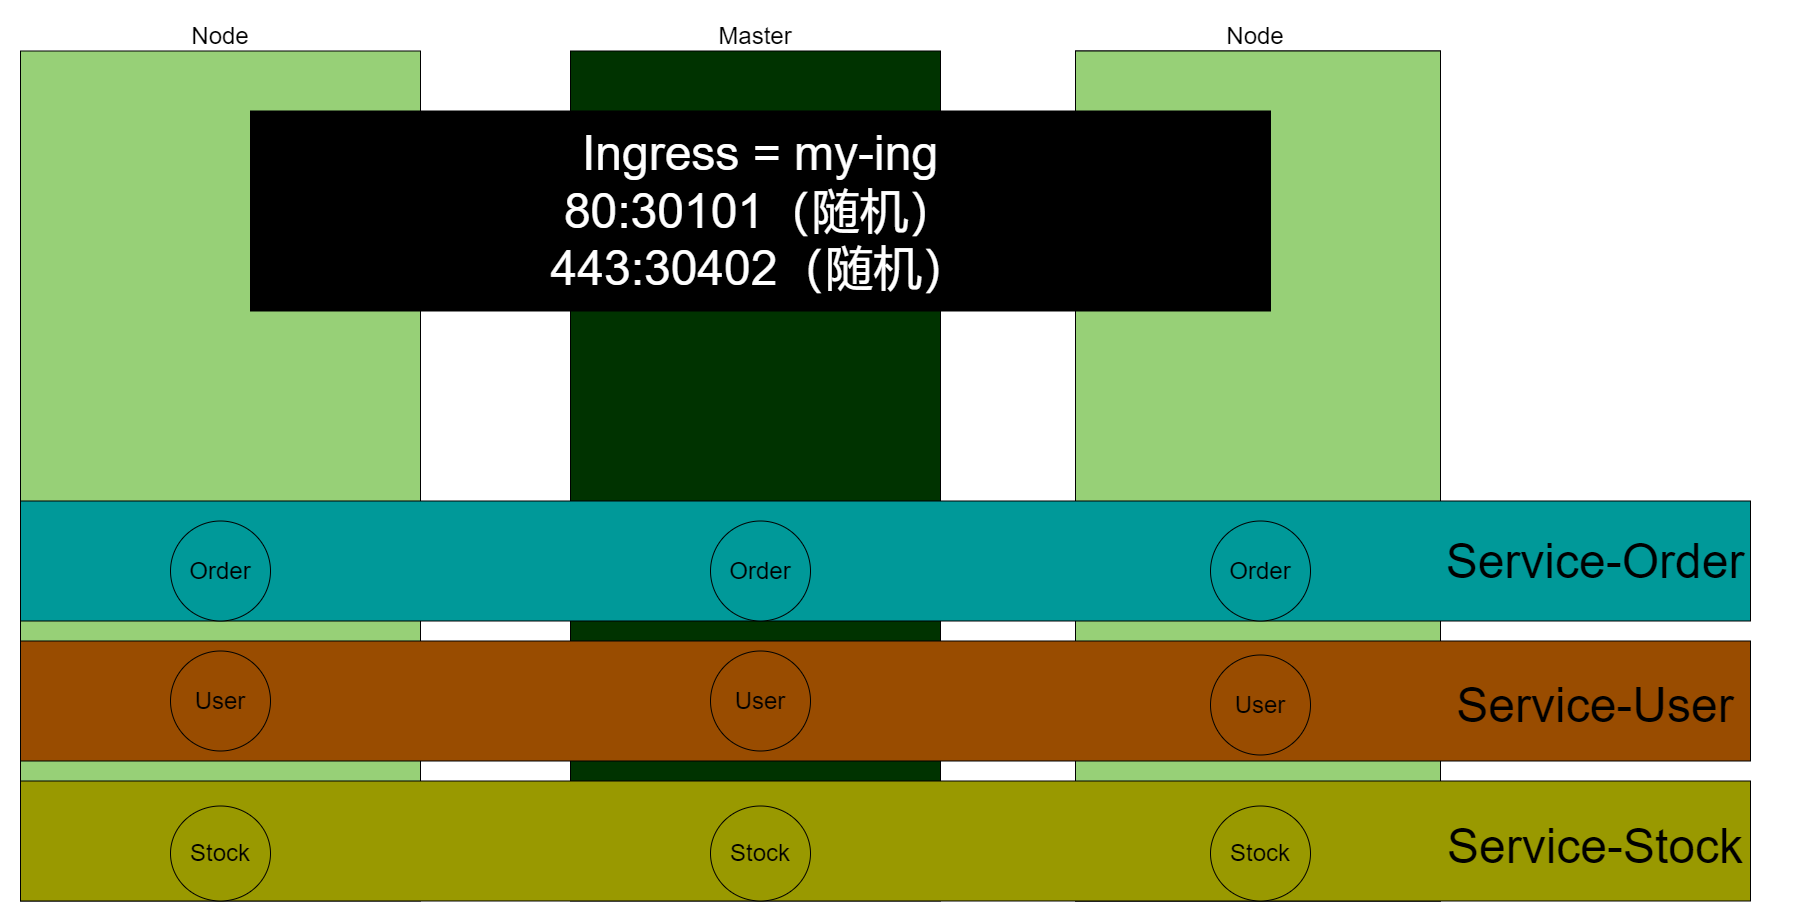 Node
Master
Node
Ingress = my-ing
80:30101（随机）
443:30402（随机）
Order
Order
Order
Service-Order
User
User
User
Service-User
Stock
Stock
Stock
Service-Stock